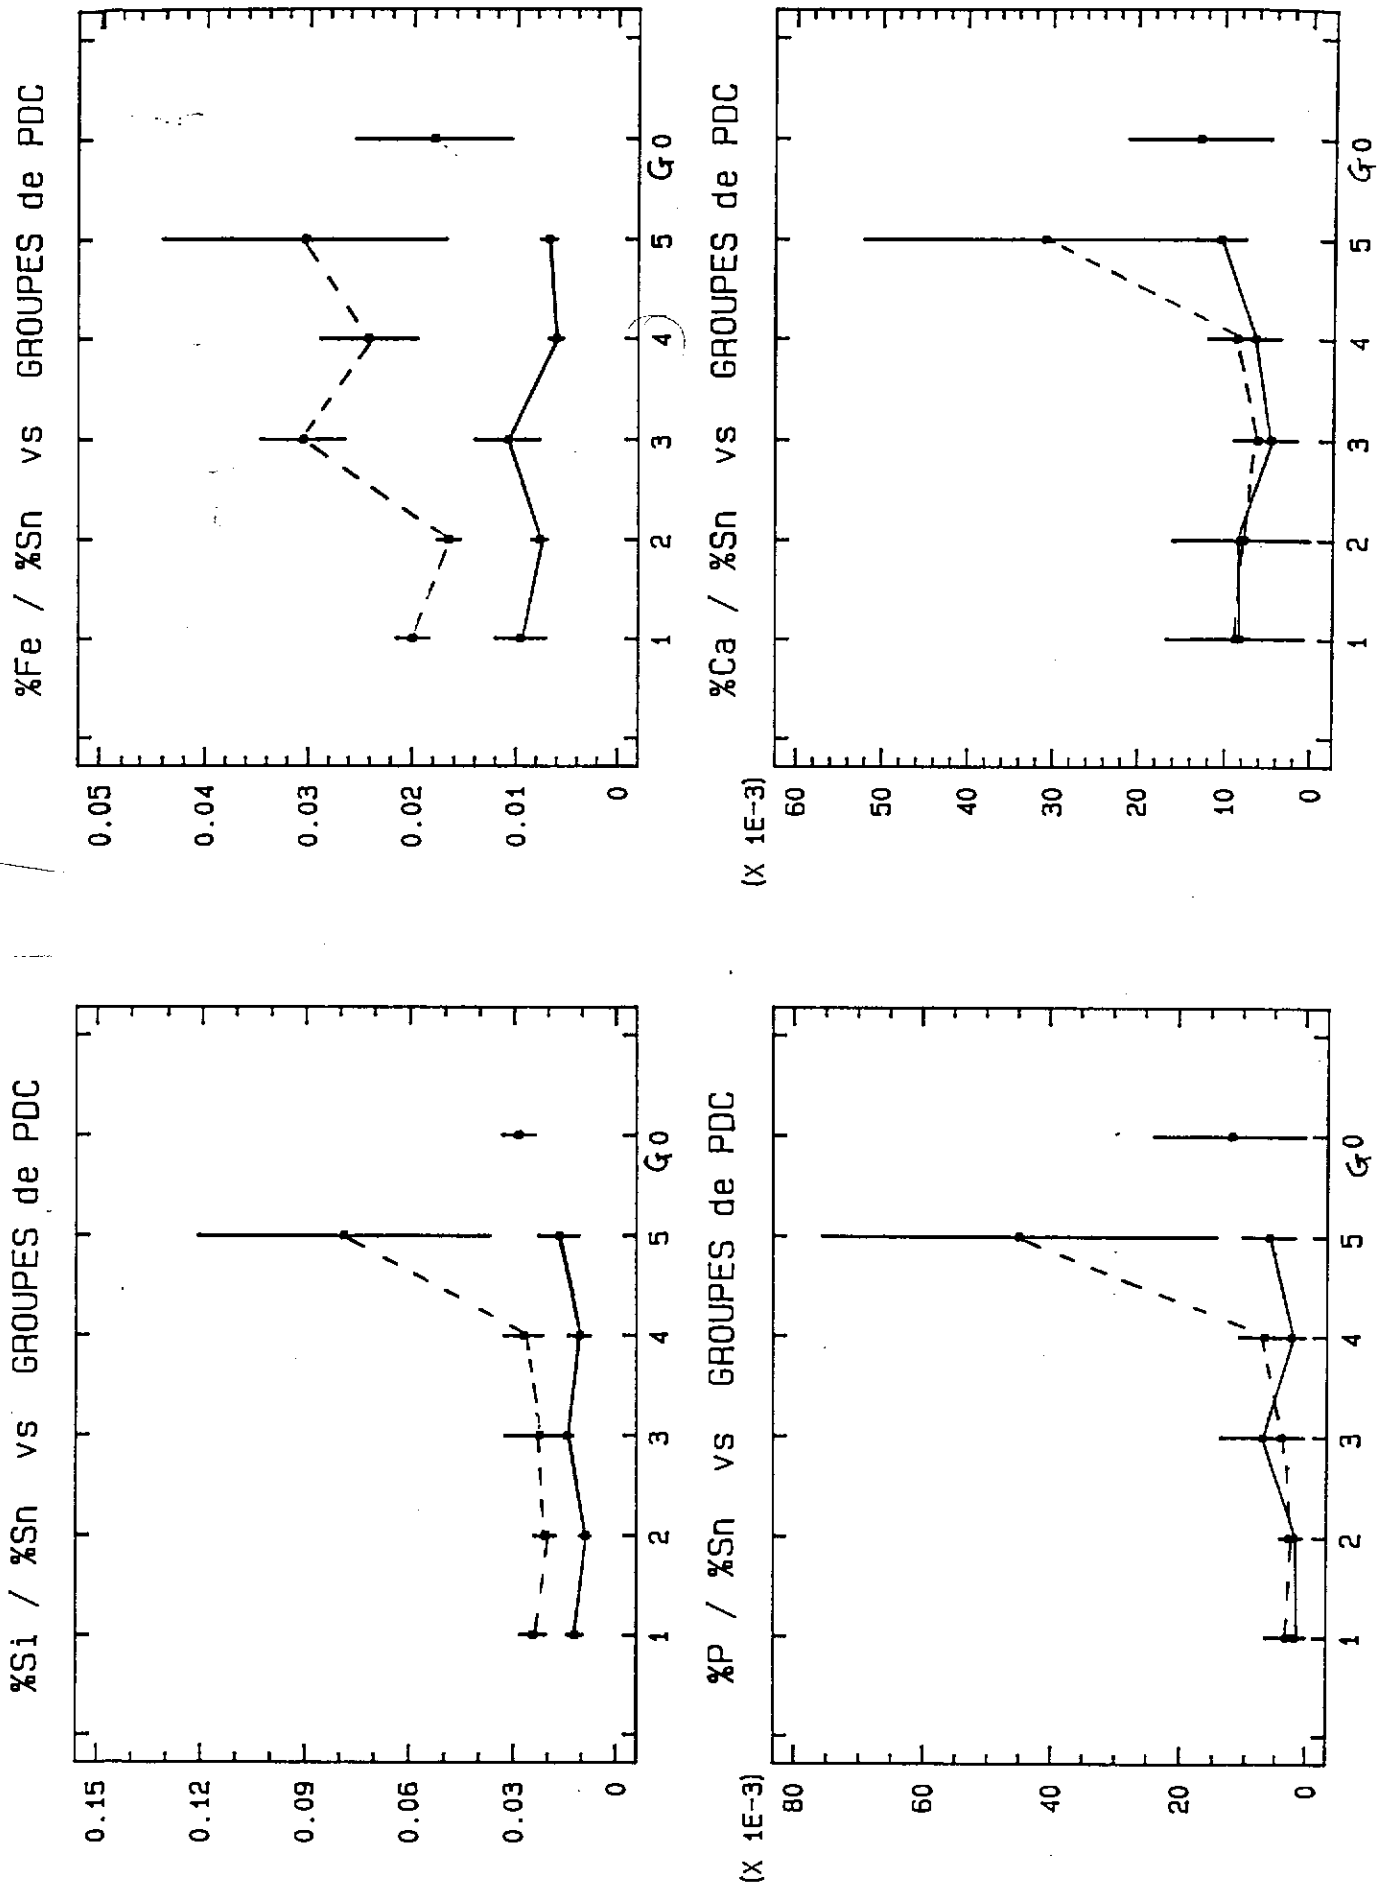 %Si / %Sn vs GROUPES de PDC
0.15
0.12
0.09
0.06
0.03
0
1 2 3 4 5 G0
%Fe / %Sn vs GROUPES de PDC
0.05
0.04
0.03
0.02
0.01
0
1 2 3 4 5 G0
%P / %Sn vs GROUPES de PDC
(X 1E-3)
80
60
40
20
0
1 2 3 4 5 G0
%Ca / %Sn vs GROUPES de PDC
(X 1E-3)
60
50
40
30
20
10
0
1 2 3 4 5 G0